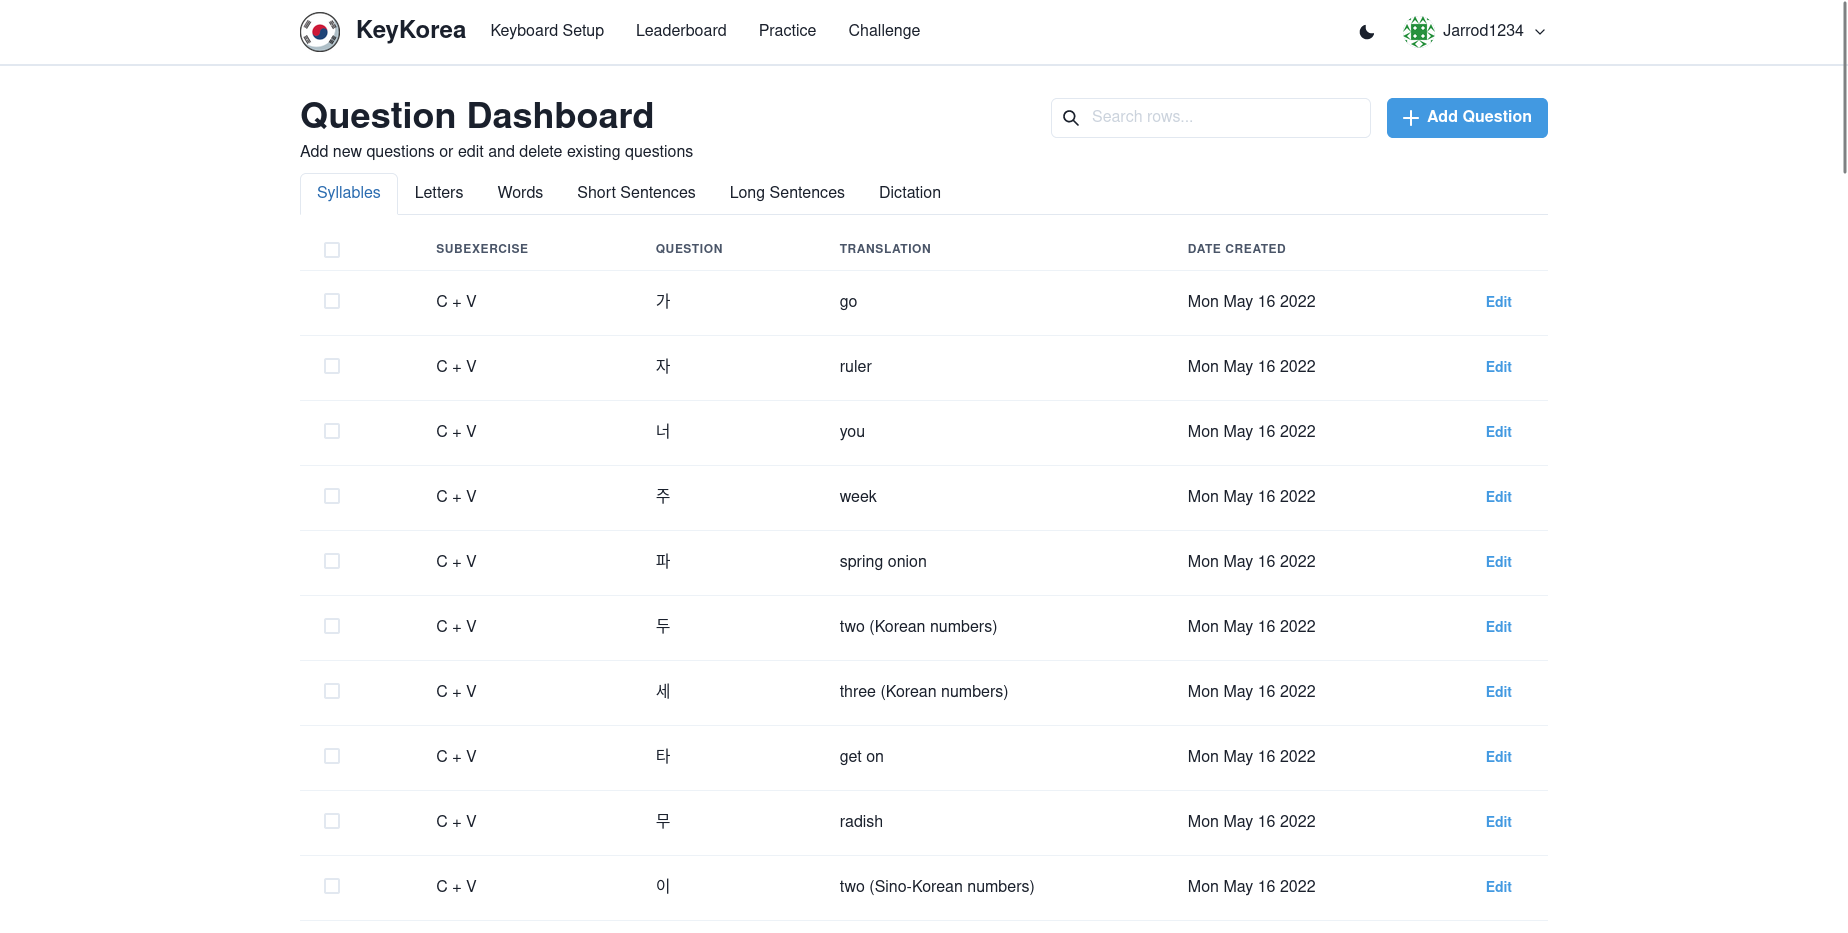 KeyKorea Keyboard Setup Leaderboard Practice Challenge Jarrod1234
Question Dashboard
Search rows...
Add Question
Add new questions or edit and delete existing questions
Syllables Letters Words Short Sentences Long Sentences Dictation
SUBEXERCISE QUESTION TRANSLATION DATE CREATED
C + V 가 go Mon May 16 2022 Edit
C + V 자 ruler Mon May 16 2022 Edit
C + V 너 you Mon May 16 2022 Edit
C + V 주 week Mon May 16 2022 Edit
C + V 파 spring onion Mon May 16 2022 Edit
C + V 두 two (Korean numbers) Mon May 16 2022 Edit
C + V 세 three (Korean numbers) Mon May 16 2022 Edit
C + V 타 get on Mon May 16 2022 Edit
C + V 무 radish Mon May 16 2022 Edit
C + V 이 two (Sino-Korean numbers) Mon May 16 2022 Edit